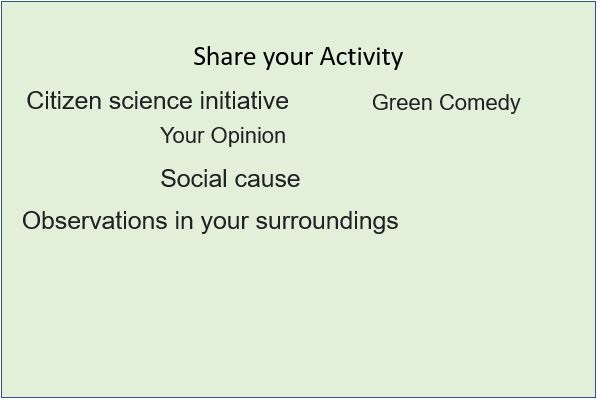 Share your Activity
Citizen science initiative
Green Comedy
Your Opinion
Social cause
Observations in your surroundings